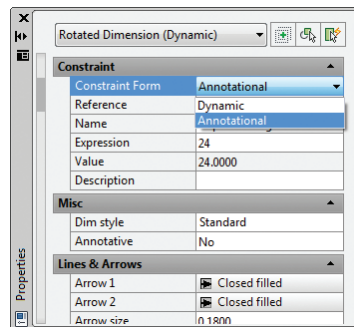 Rotated Dimension (Dynamic)
Constraint
Constraint Form Annotational
Reference Dynamic
Name Annotational
Expression 24
Value 24.0000
Description
Misc
Dim style Standard
Annotative No
Lines & Arrows
Arrow 1 Closed filled
Arrow 2 Closed filled
Arrow size 0.1800
Properties